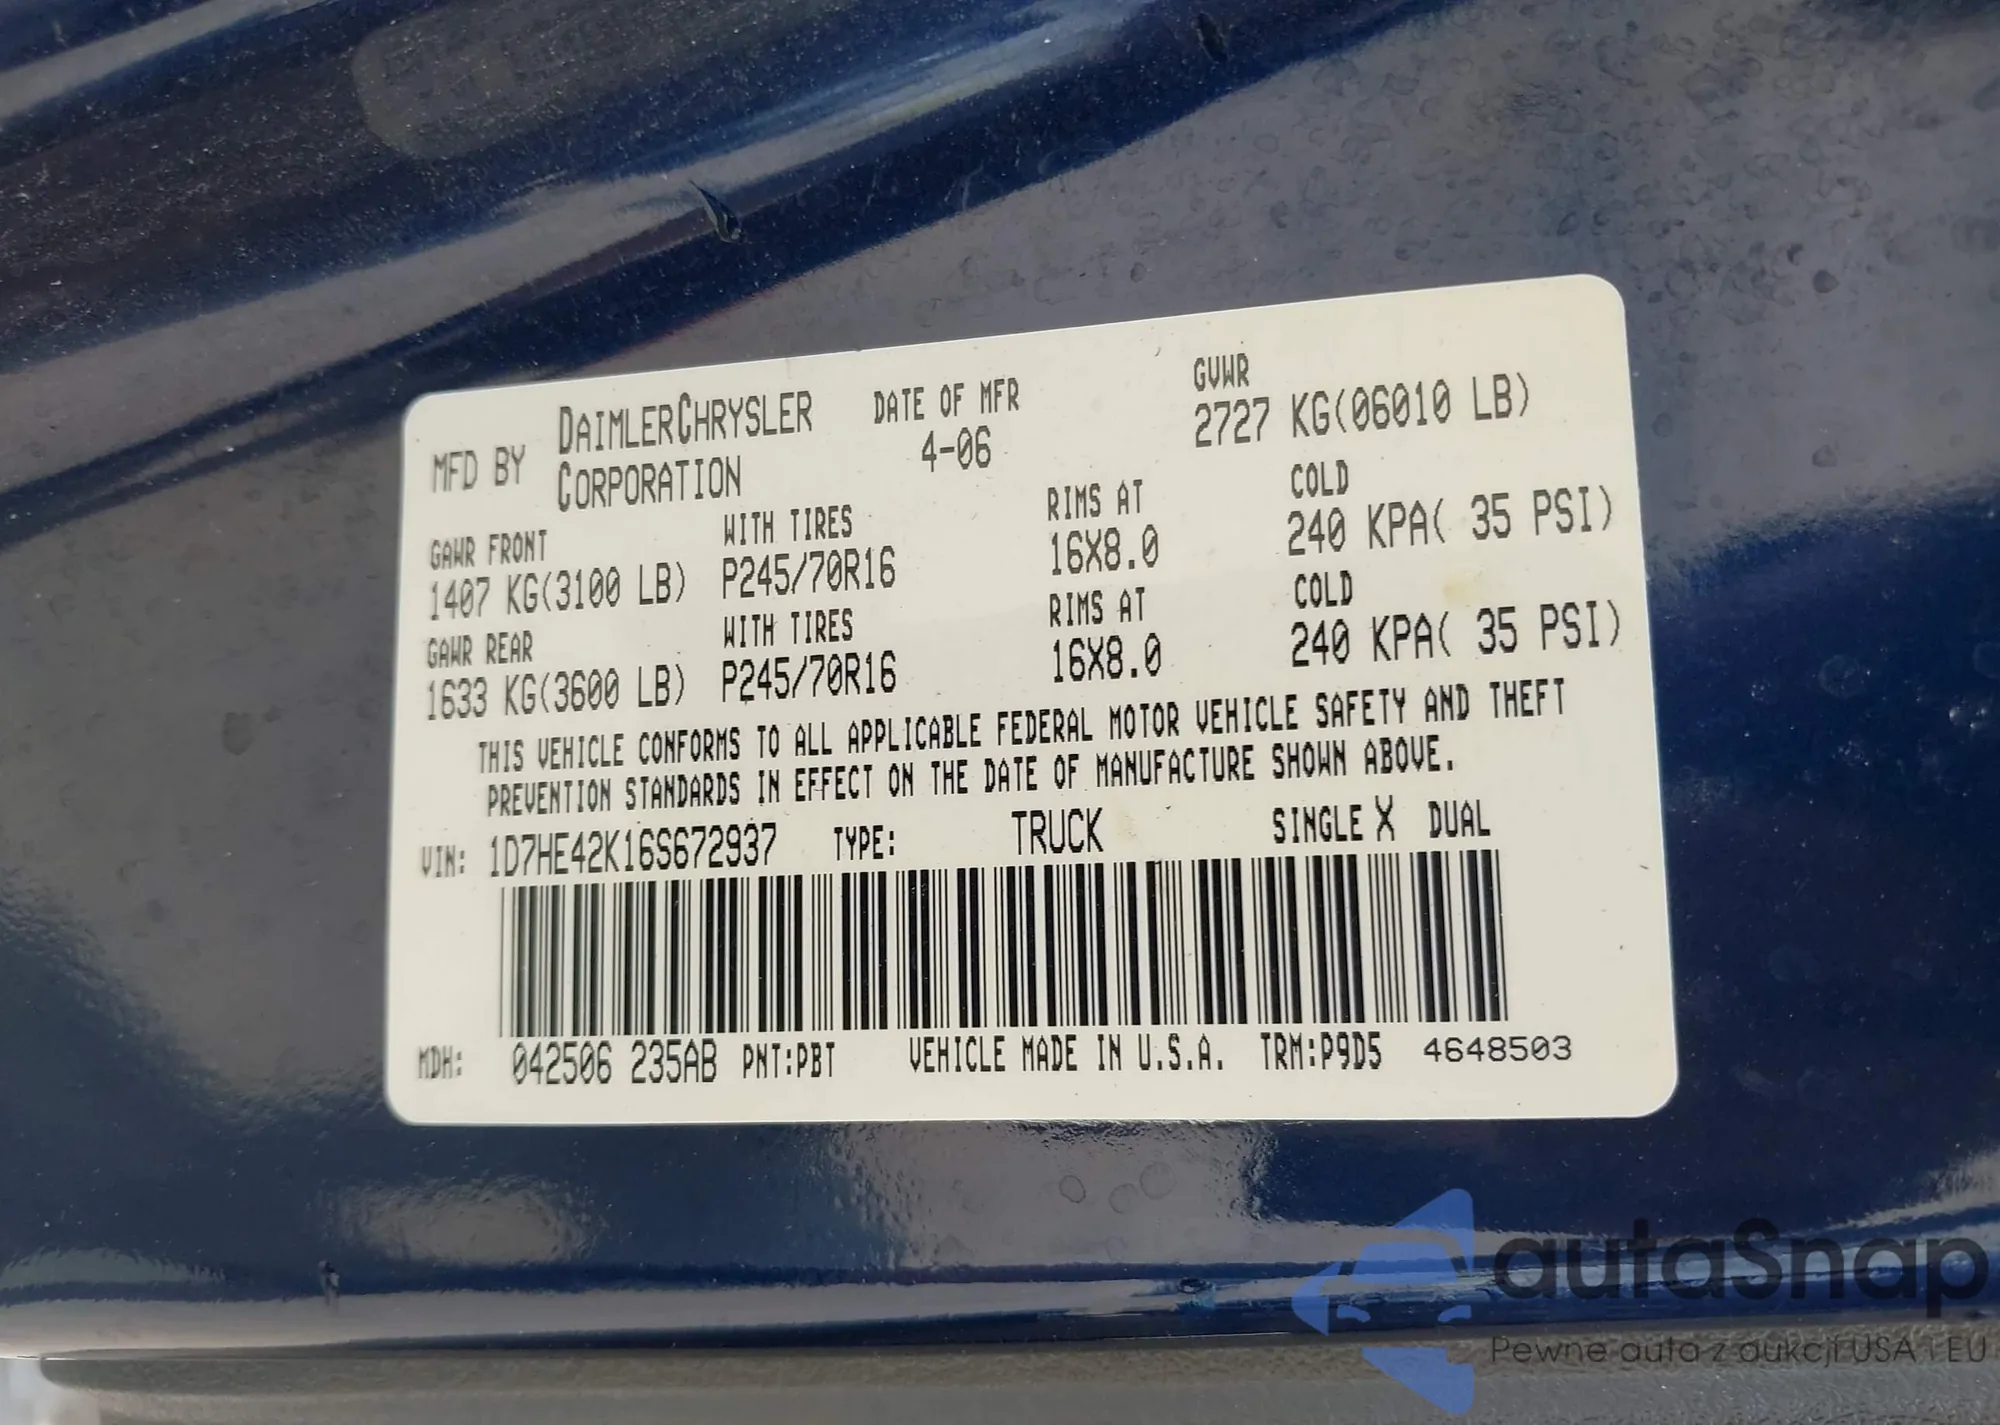 MFD BY DAIMLERCHRYSLER CORPORATION
DATE OF MFR
4-06
GVWR
2727 KG(06010 LB)
GAWR FRONT WITH TIRES RIMS AT COLD
1407 KG(3100 LB) P245/70R16 16X8.0 240 KPA( 35 PSI)
GAWR REAR WITH TIRES RIMS AT COLD
1633 KG(3600 LB) P245/70R16 16X8.0 240 KPA( 35 PSI)
THIS VEHICLE CONFORMS TO ALL APPLICABLE FEDERAL MOTOR VEHICLE SAFETY AND THEFT
PREVENTION STANDARDS IN EFFECT ON THE DATE OF MANUFACTURE SHOWN ABOVE.
VIN: 1D7HE42K16S672937 TYPE: TRUCK SINGLE X DUAL
MDH: 042506 235AB PNT:PBT VEHICLE MADE IN U.S.A. TRM:P9D5 4648503
autaSnap
Pewne auta z aukcji USA i EU